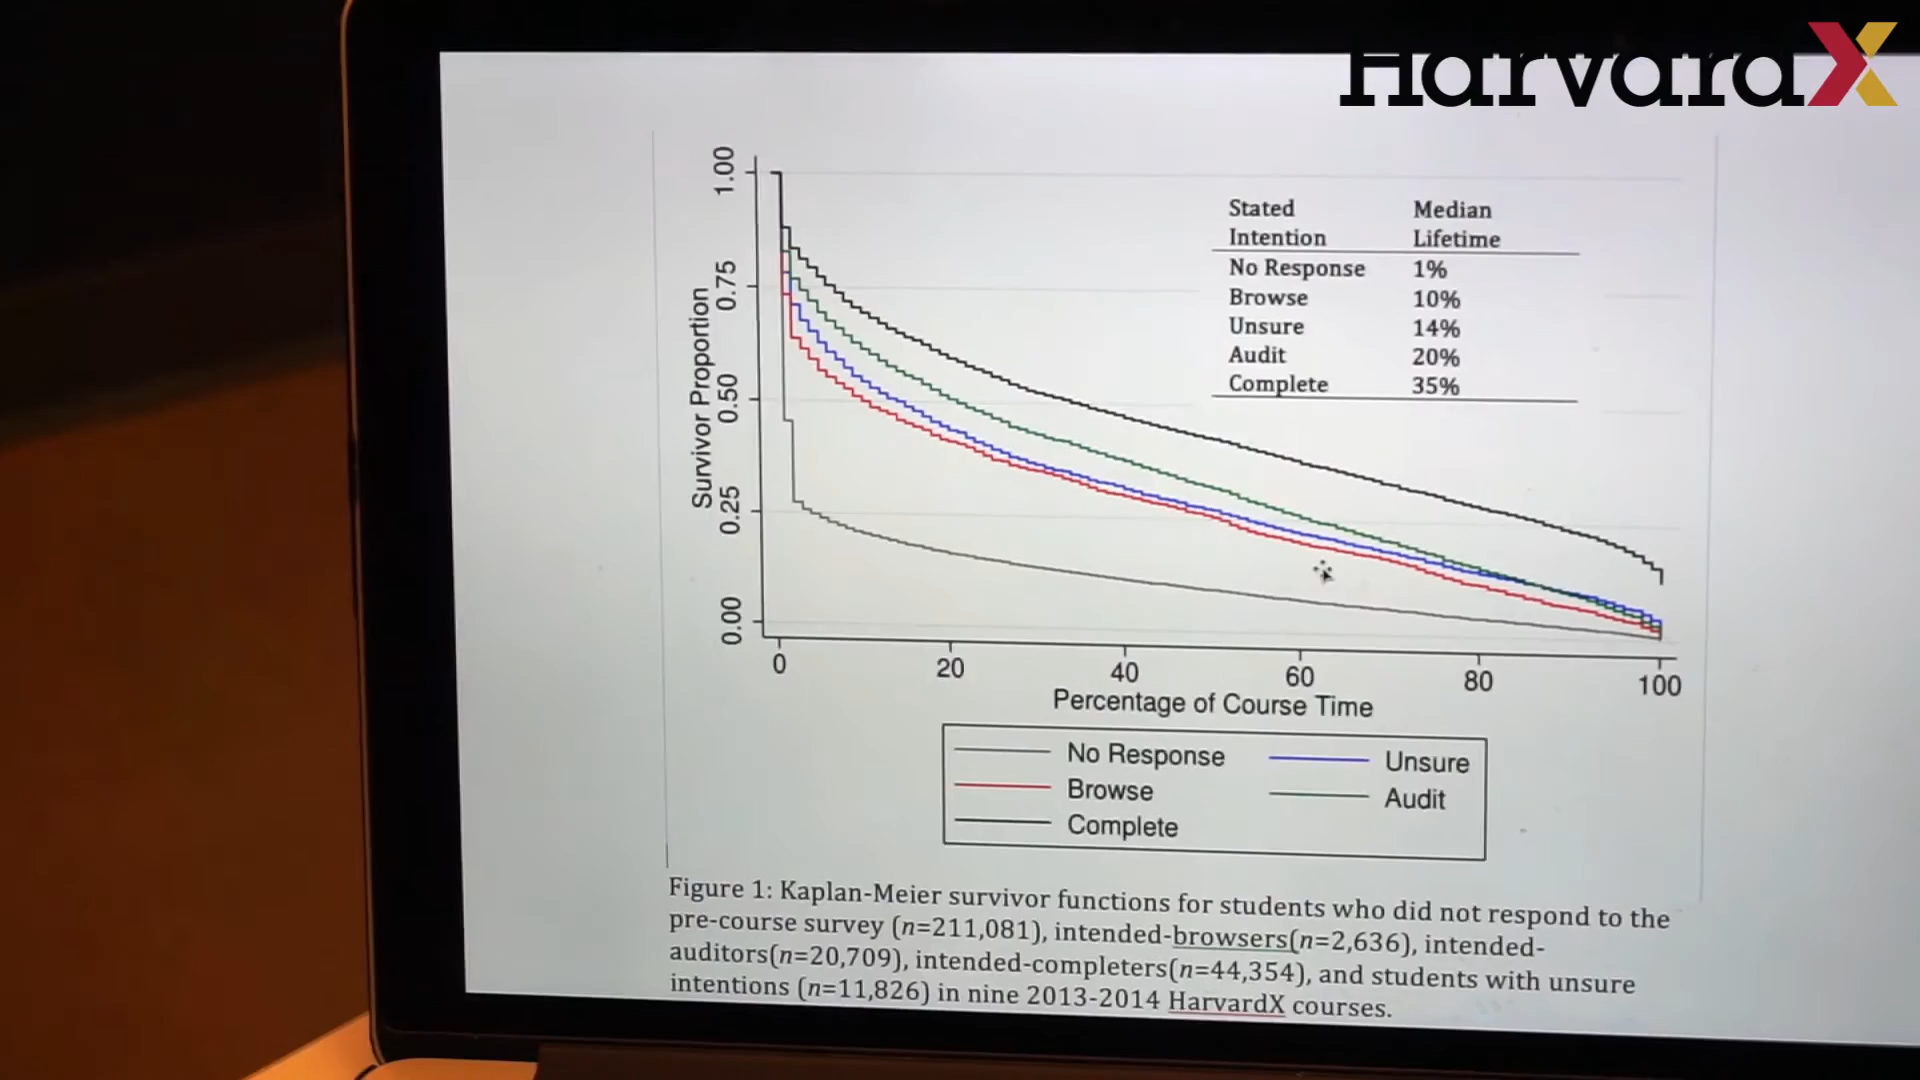 HarvardX
Stated Median
Intention Lifetime
No Response 1%
Browse 10%
Unsure 14%
Audit 20%
Complete 35%
Survivor Proportion
1.00
0.75
0.50
0.25
0.00
0 20 40 60 80 100
Percentage of Course Time
No Response Unsure
Browse Audit
Complete
Figure 1: Kaplan-Meier survivor functions for students who did not respond to the
pre-course survey (n=211,081), intended-browsers(n=2,636), intended-
auditors(n=20,709), intended-completers(n=44,354), and students with unsure
intentions (n=11,826) in nine 2013-2014 HarvardX courses.